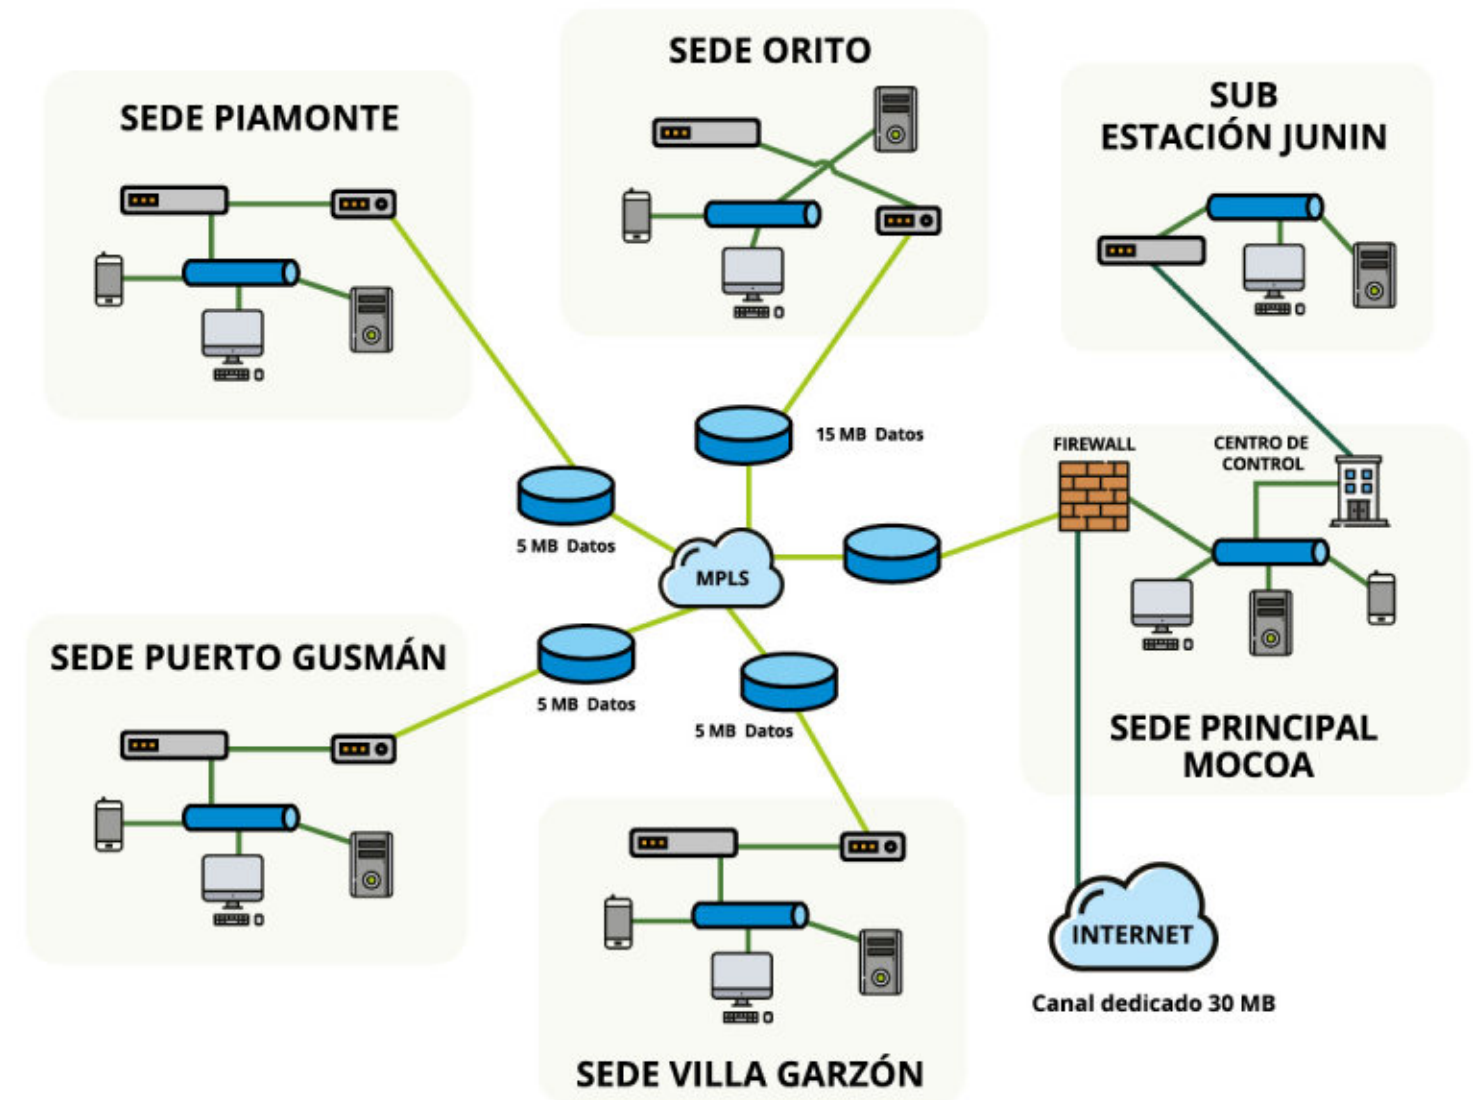 SEDE ORITO
SEDE PIAMONTE
SUB
ESTACIÓN JUNIN
15 MB Datos
FIREWALL
CENTRO DE
CONTROL
5 MB Datos
MPLS
SEDE PUERTO GUSMÁN
5 MB Datos
5 MB Datos
SEDE PRINCIPAL
MOCOA
INTERNET
Canal dedicado 30 MB
SEDE VILLA GARZÓN